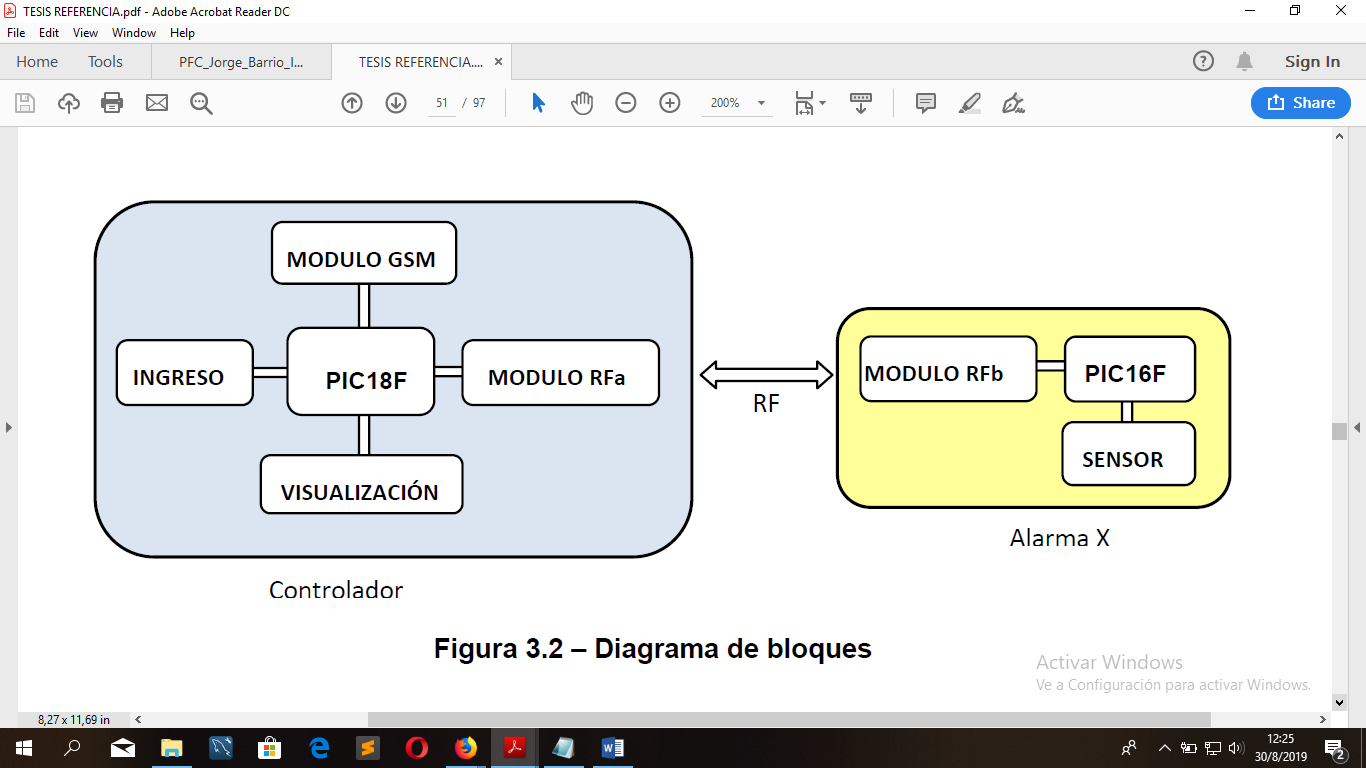 TESIS REFERENCIA.pdf - Adobe Acrobat Reader DC
File Edit View Window Help
Home Tools PFC_Jorge_Barrio_I... TESIS REFERENCIA.... ×
Sign In
51 / 97 200% Share
MODULO GSM
INGRESO PIC18F MODULO RFa
VISUALIZACIÓN
Controlador
RF
MODULO RFb PIC16F
SENSOR
Alarma X
Figura 3.2 – Diagrama de bloques
Activar Windows
Ve a Configuración para activar Windows.
8,27 x 11,69 in
12:25
30/8/2019
2